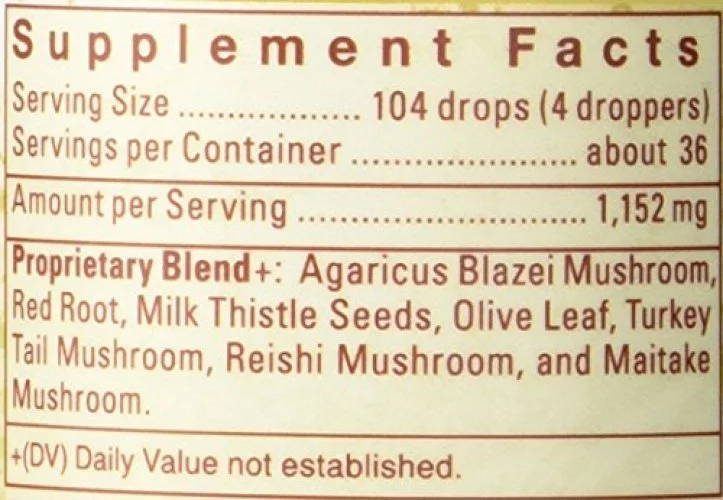 Supplement Facts
Serving Size .................. 104 drops (4 droppers)
Servings per Container ...................... about 36
Amount per Serving ............................ 1,152 mg
Proprietary Blend+: Agaricus Blazei Mushroom,
Red Root, Milk Thistle Seeds, Olive Leaf, Turkey
Tail Mushroom, Reishi Mushroom, and Maitake
Mushroom.
+(DV) Daily Value not established.